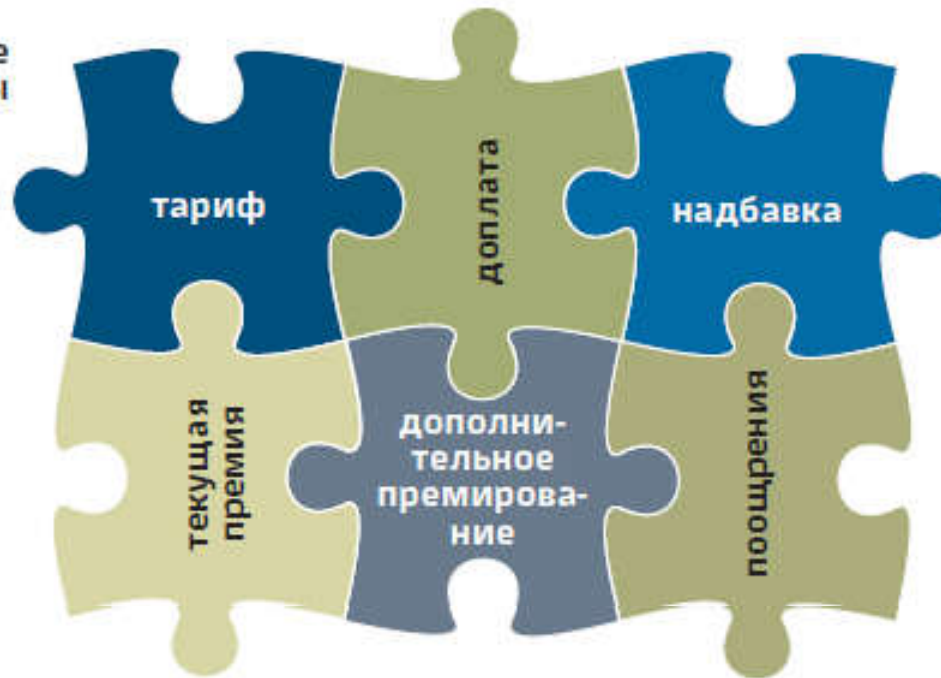 тариф
доплата
надбавка
текущая
премия
дополни-
тельное
премирова-
ние
поощрения